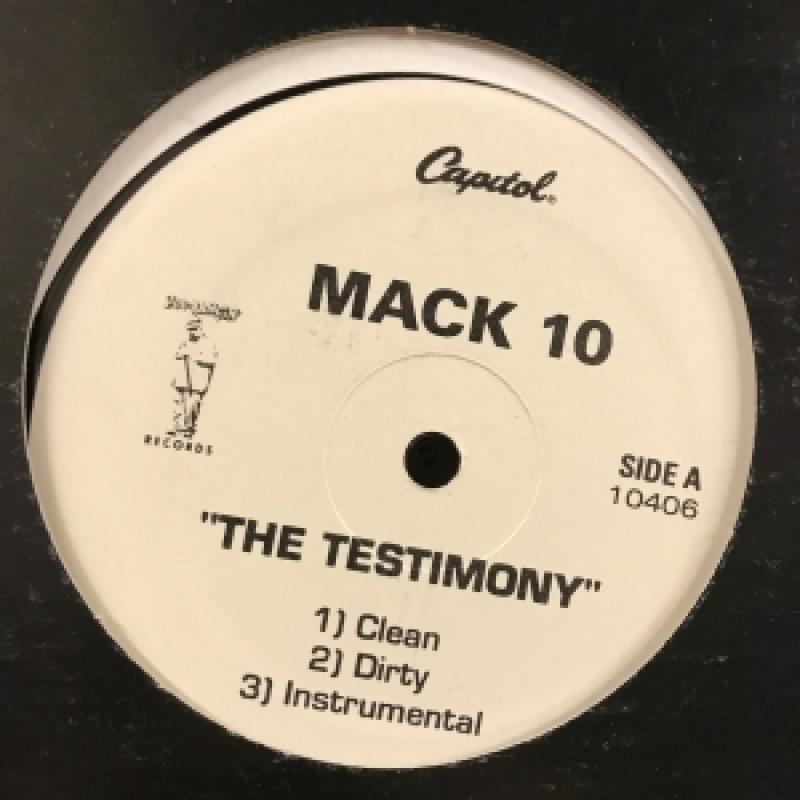 Capitol®
MACK 10
RECORDS
SIDE A
10406
"THE TESTIMONY"
1) Clean
2) Dirty
3) Instrumental